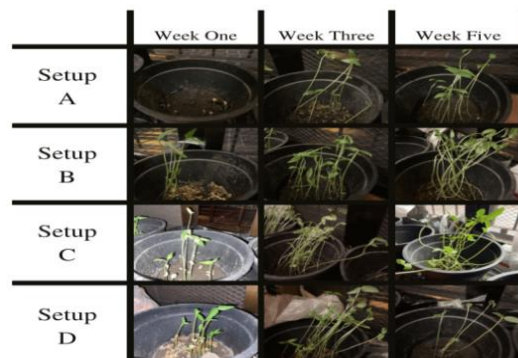 Week One Week Three Week Five
Setup
A
Setup
B
Setup
C
Setup
D